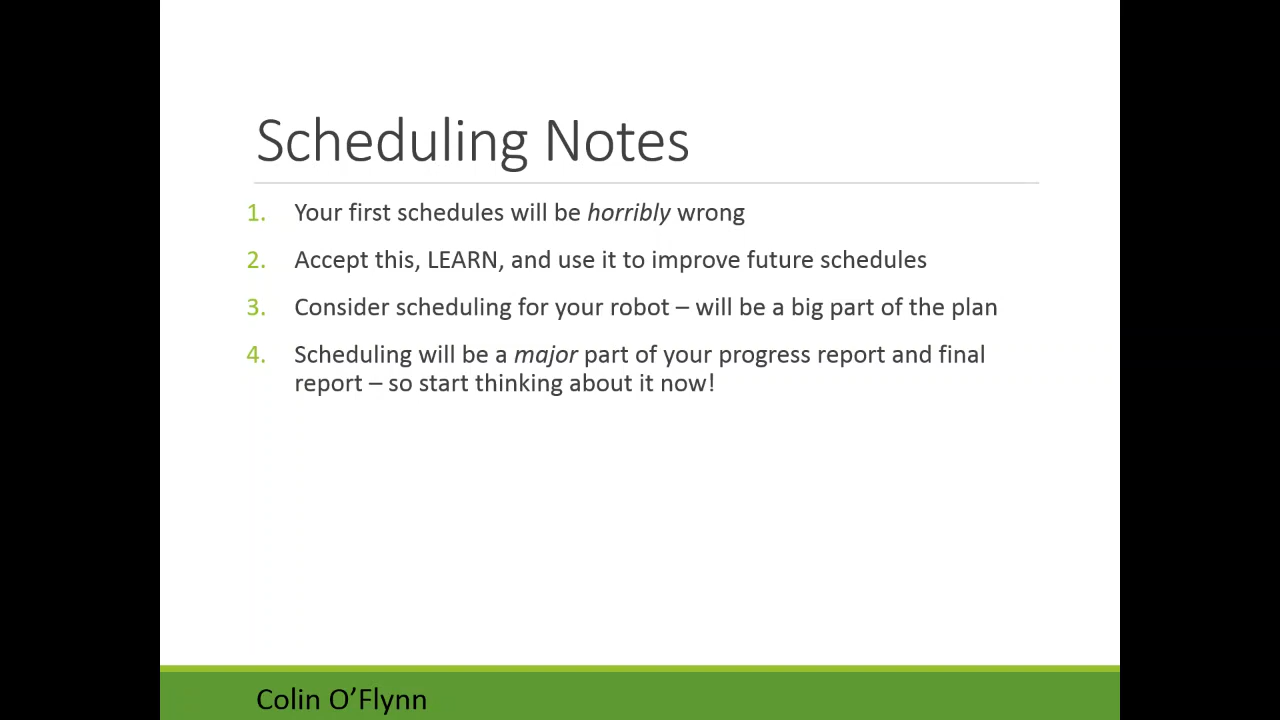 Scheduling Notes
1. Your first schedules will be horribly wrong
2. Accept this, LEARN, and use it to improve future schedules
3. Consider scheduling for your robot – will be a big part of the plan
4. Scheduling will be a major part of your progress report and final
report – so start thinking about it now!
Colin O’Flynn